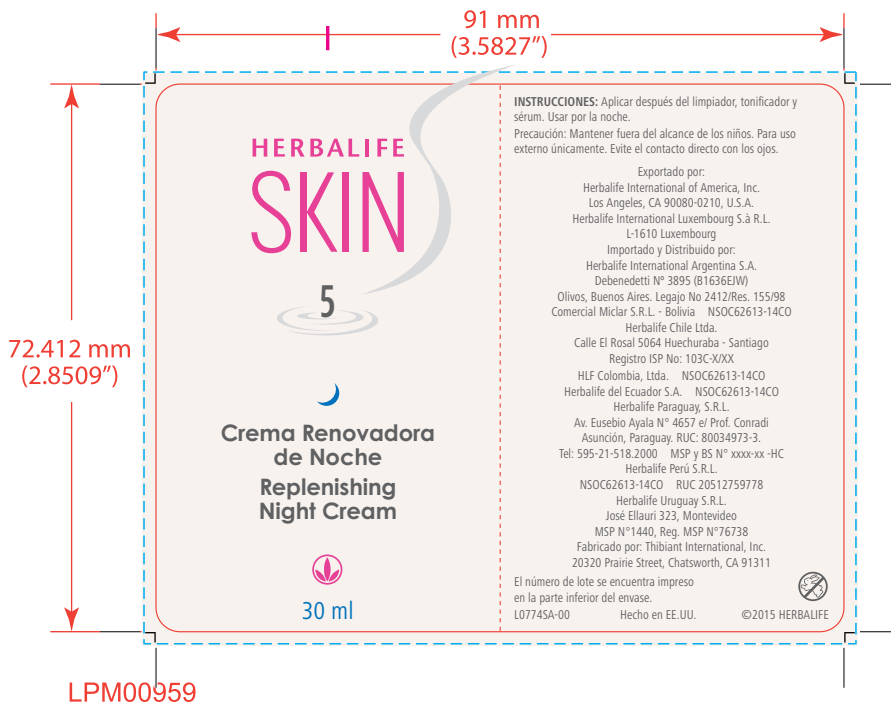 91 mm
(3.5827”)
72.412 mm
(2.8509”)
HERBALIFE
SKIN
5
Crema Renovadora
de Noche
Replenishing
Night Cream
30 ml
INSTRUCCIONES: Aplicar después del limpiador, tonificador y
sérum. Usar por la noche.
Precaución: Mantener fuera del alcance de los niños. Para uso
externo únicamente. Evite el contacto directo con los ojos.
Exportado por:
Herbalife International of America, Inc.
Los Angeles, CA 90080-0210, U.S.A.
Herbalife International Luxembourg S.à R.L.
L-1610 Luxembourg
Importado y Distribuido por:
Herbalife International Argentina S.A.
Debenedetti Nº 3895 (B1636EJW)
Olivos, Buenos Aires. Legajo No 2412/Res. 155/98
Comercial Miclar S.R.L. - Bolivia NSOC62613-14CO
Herbalife Chile Ltda.
Calle El Rosal 5064 Huechuraba - Santiago
Registro ISP No: 103C-X/XX
HLF Colombia, Ltda. NSOC62613-14CO
Herbalife del Ecuador S.A. NSOC62613-14CO
Herbalife Paraguay, S.R.L.
Av. Eusebio Ayala N° 4657 e/ Prof. Conradi
Asunción, Paraguay. RUC: 80034973-3.
Tel: 595-21-518.2000 MSP y BS N° xxxx-xx -HC
Herbalife Perú S.R.L.
NSOC62613-14CO RUC 20512759778
Herbalife Uruguay S.R.L.
José Ellauri 323, Montevideo
MSP N°1440, Reg. MSP N°76738
Fabricado por: Thibiant International, Inc.
20320 Prairie Street, Chatsworth, CA 91311
El número de lote se encuentra impreso
en la parte inferior del envase.
L0774SA-00 Hecho en EE.UU. ©2015 HERBALIFE
LPM00959